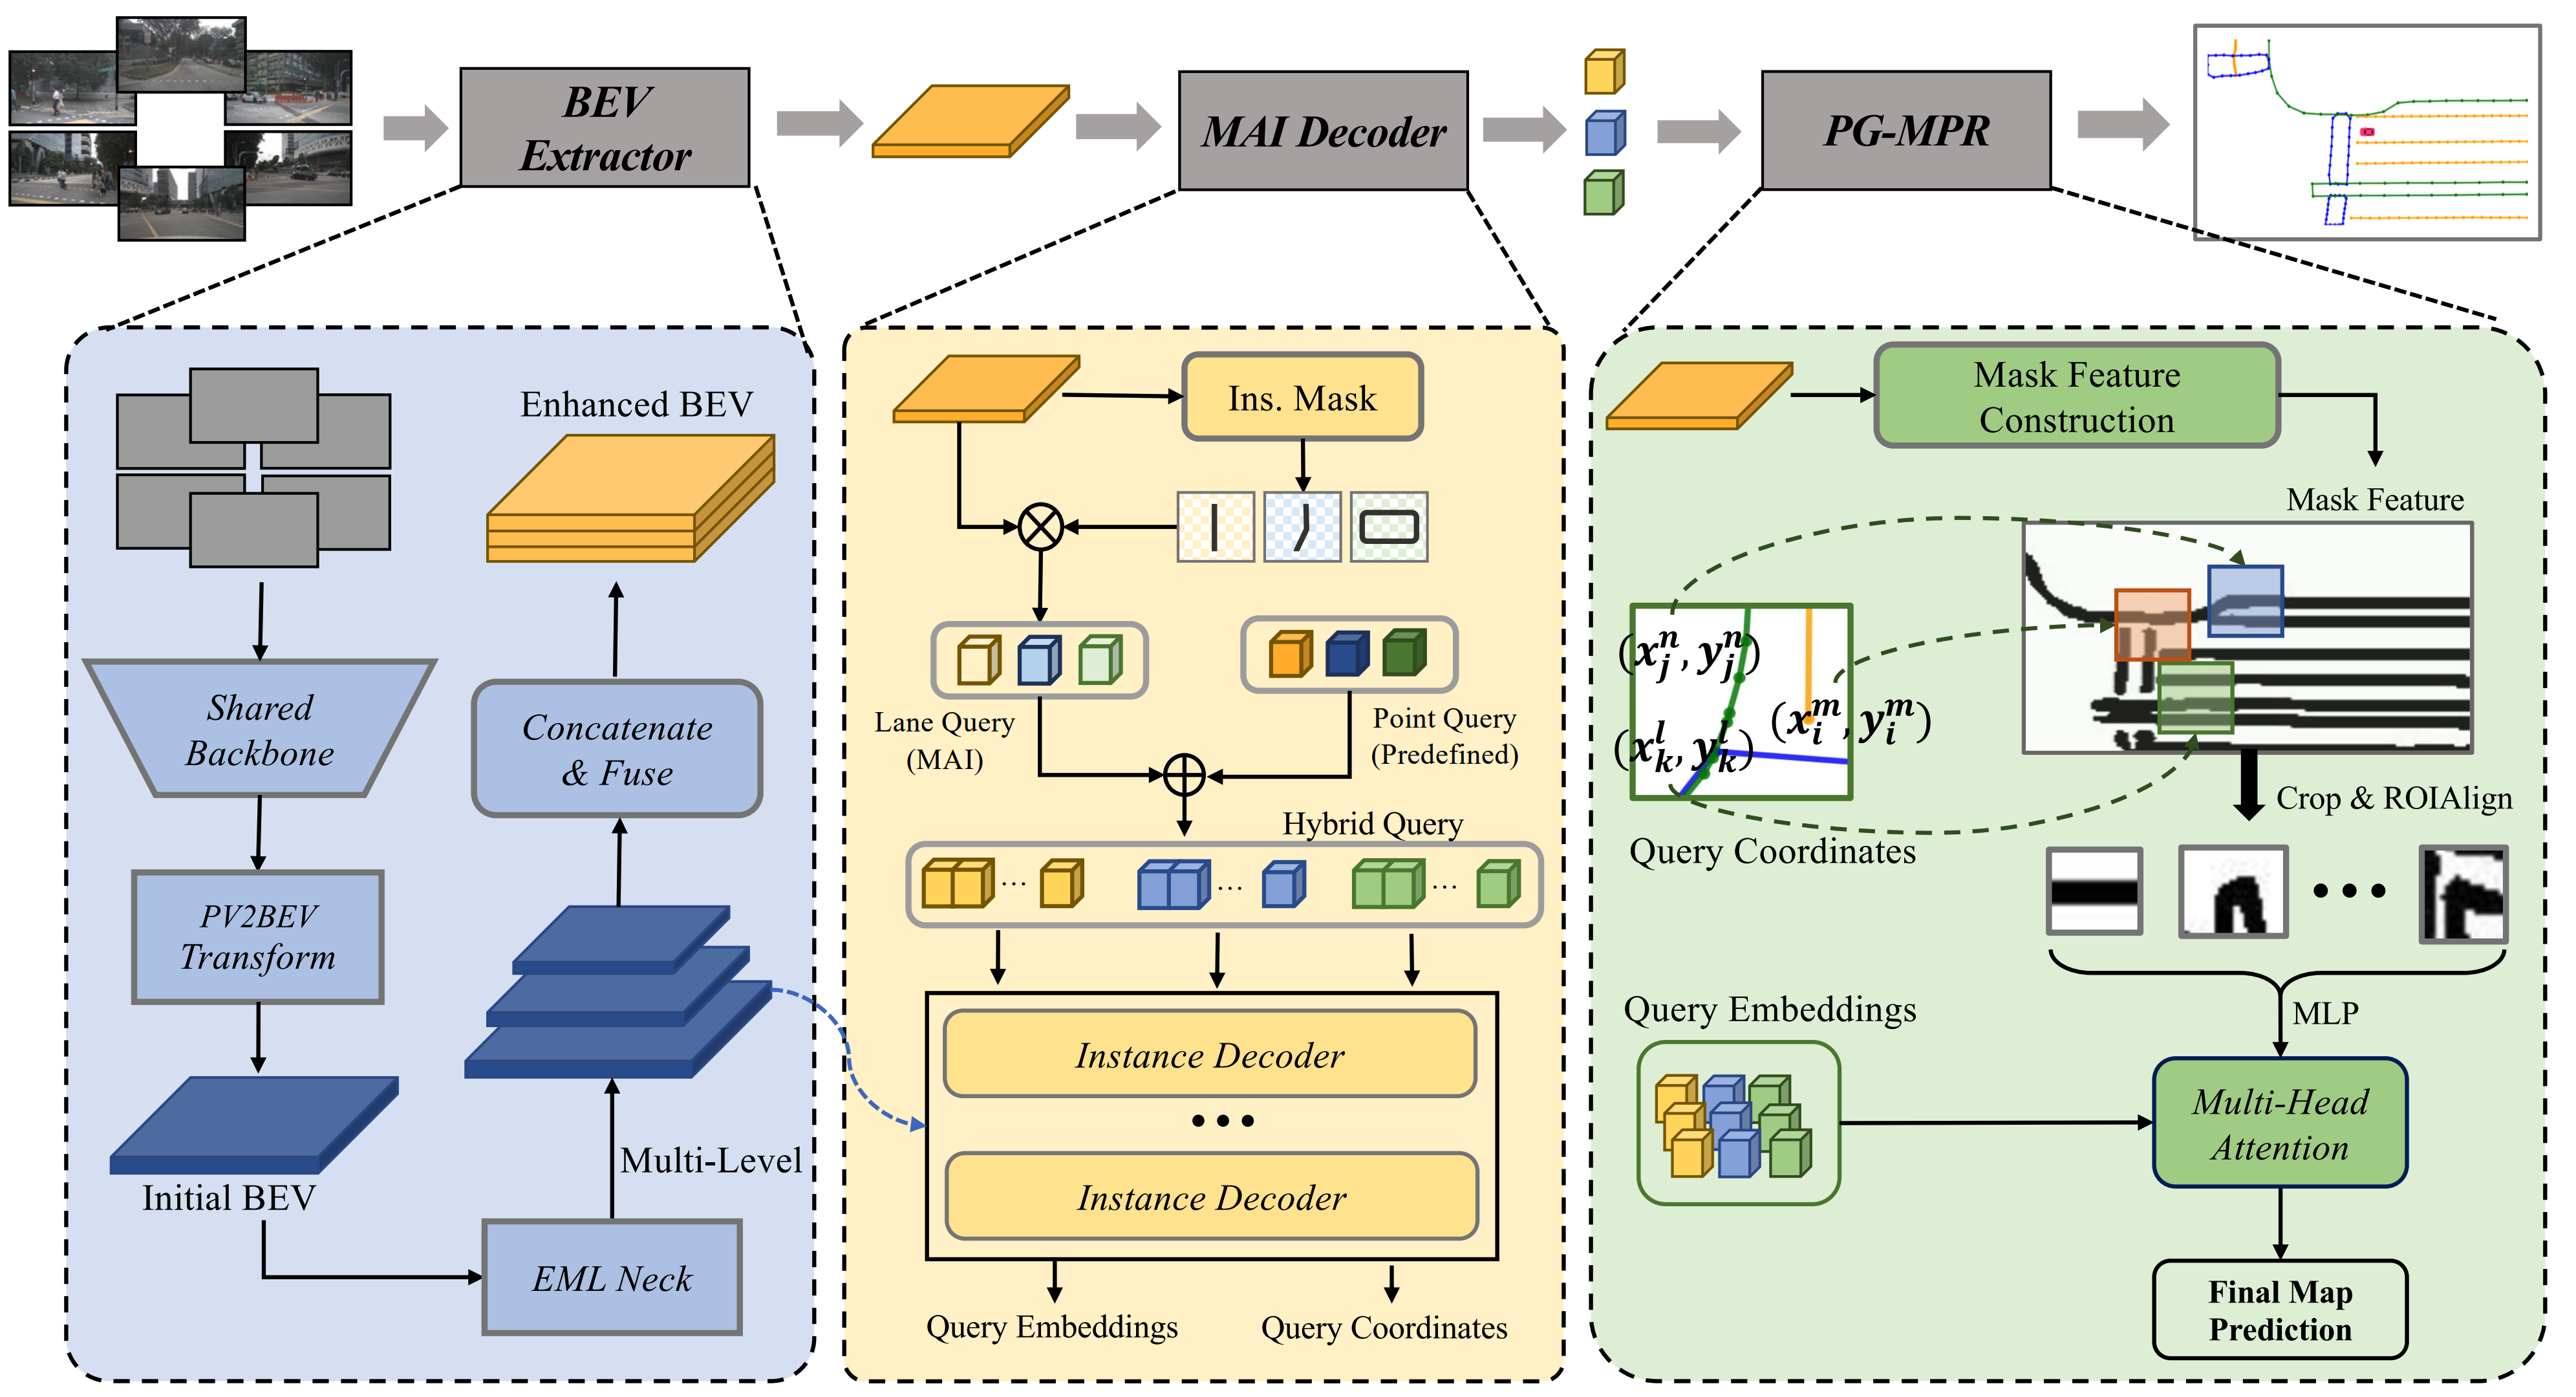 BEV
Extractor
MAI Decoder
PG-MPR
Enhanced BEV
Shared
Backbone
Concatenate
& Fuse
PV2BEV
Transform
Initial BEV
Multi-Level
EML Neck
Ins. Mask
Lane Query
(MAI)
Point Query
(Predefined)
Hybrid Query
...
...
...
Instance Decoder
...
Instance Decoder
Query Embeddings
Query Coordinates
Mask Feature
Construction
Mask Feature
(x_j^n, y_j^n)
(x_i^m, y_i^m)
(x_k^l, y_k^l)
Query Coordinates
Crop & ROIAlign
...
MLP
Query Embeddings
Multi-Head
Attention
Final Map
Prediction